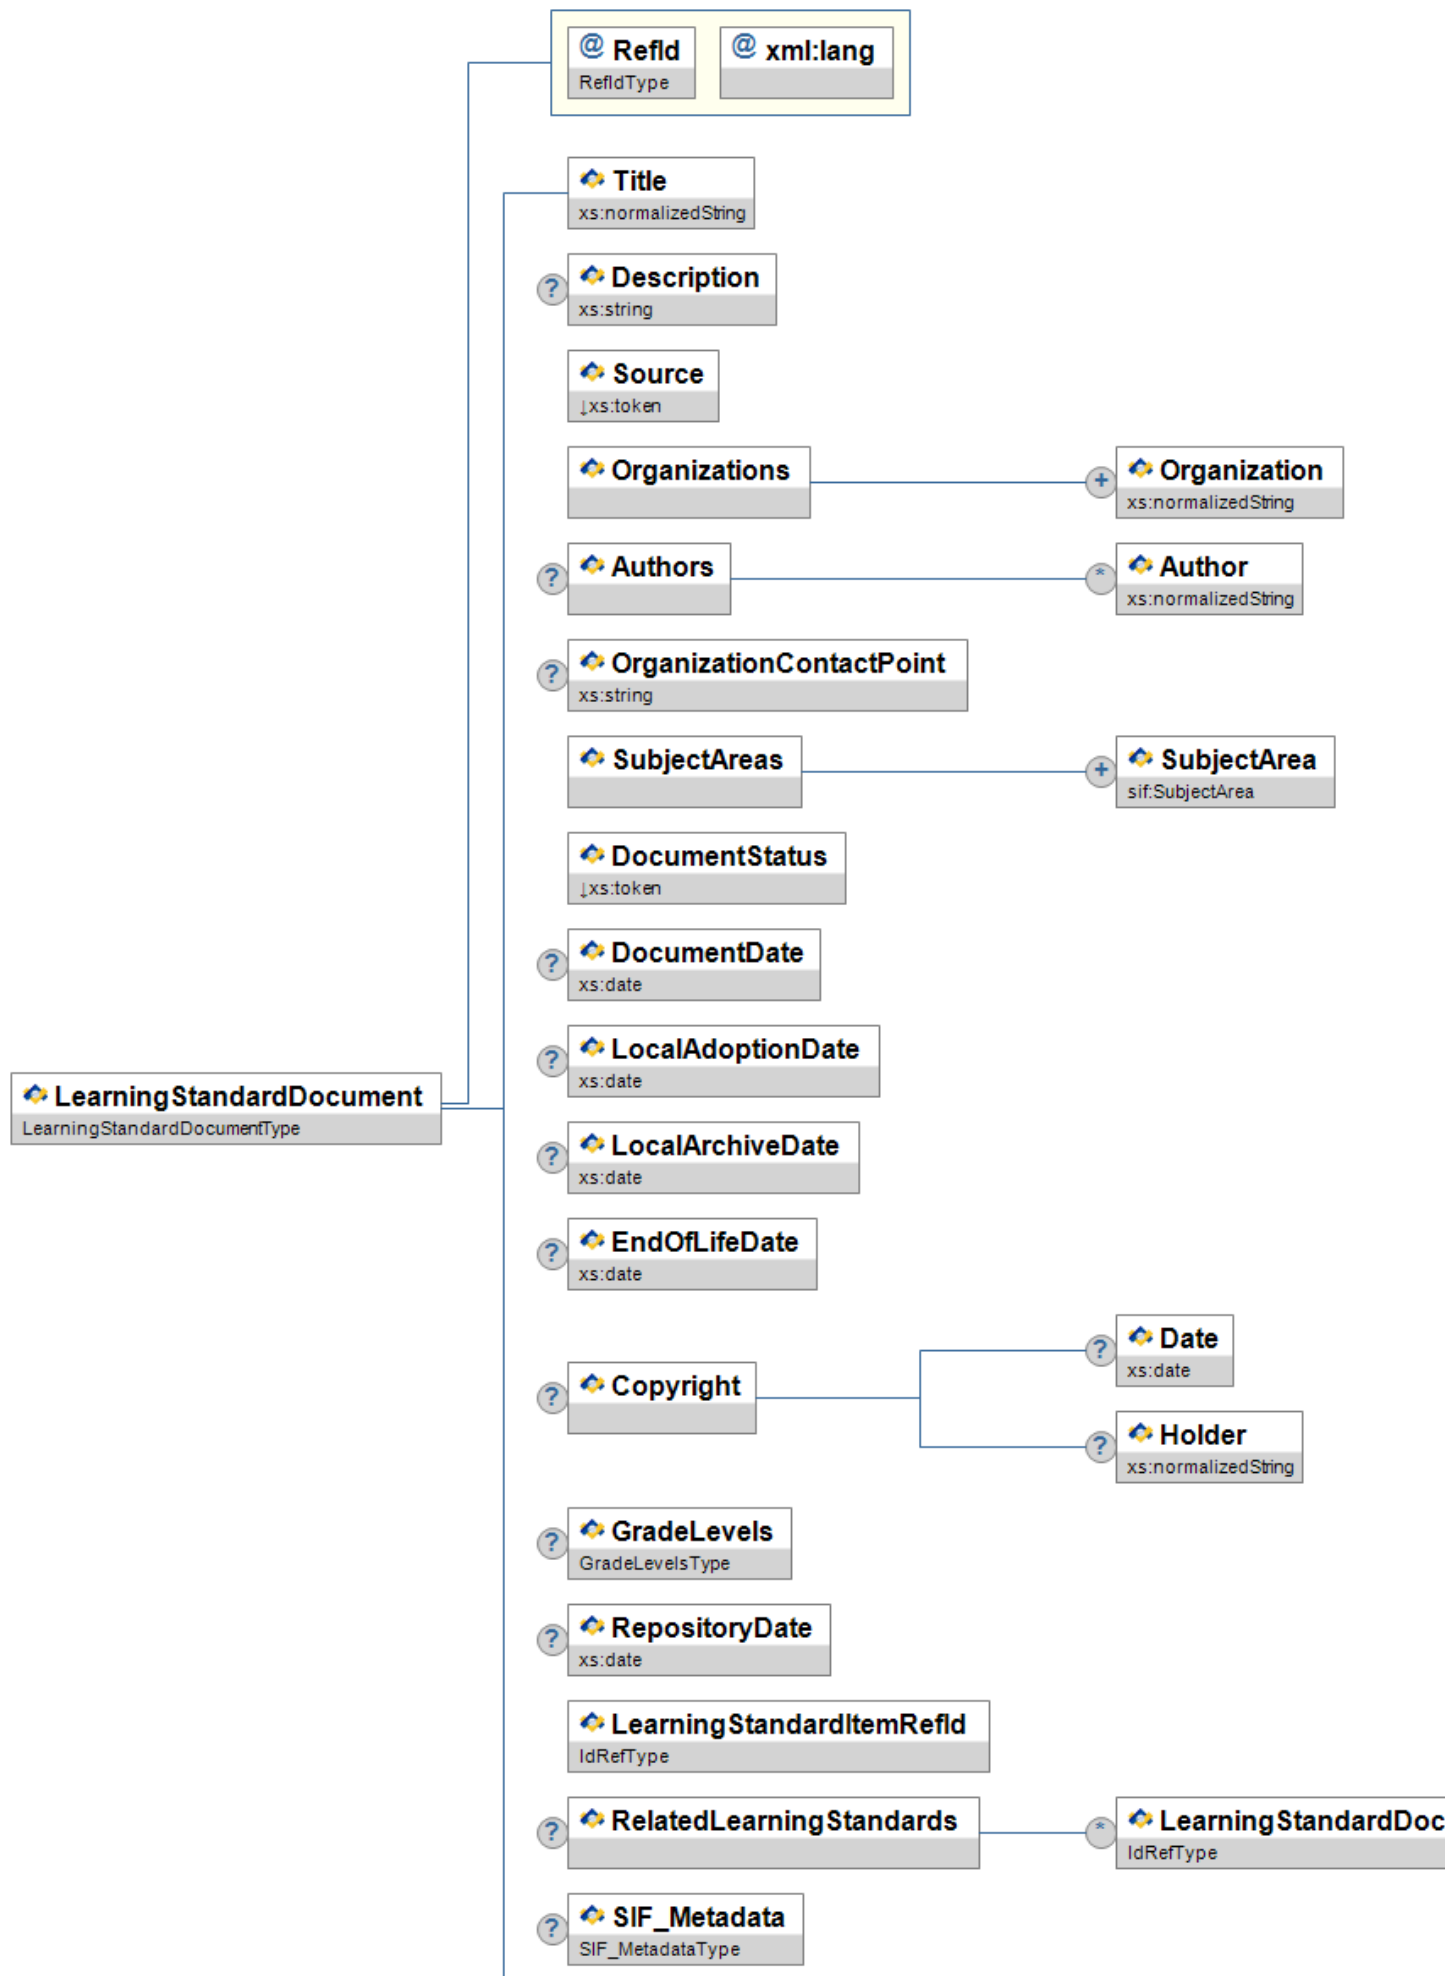 @ RefId
RefIdType
@ xml:lang
Title
xs:normalizedString
? Description
xs:string
Source
↓xs:token
Organizations
+ Organization
xs:normalizedString
? Authors
* Author
xs:normalizedString
? OrganizationContactPoint
xs:string
SubjectAreas
+ SubjectArea
sif:SubjectArea
DocumentStatus
↓xs:token
? DocumentDate
xs:date
? LocalAdoptionDate
xs:date
LearningStandardDocument
LearningStandardDocumentType
? LocalArchiveDate
xs:date
? EndOfLifeDate
xs:date
? Copyright
? Date
xs:date
? Holder
xs:normalizedString
? GradeLevels
GradeLevelsType
? RepositoryDate
xs:date
LearningStandardItemRefId
IdRefType
? RelatedLearningStandards
* LearningStandardDoc
IdRefType
? SIF_Metadata
SIF_MetadataType